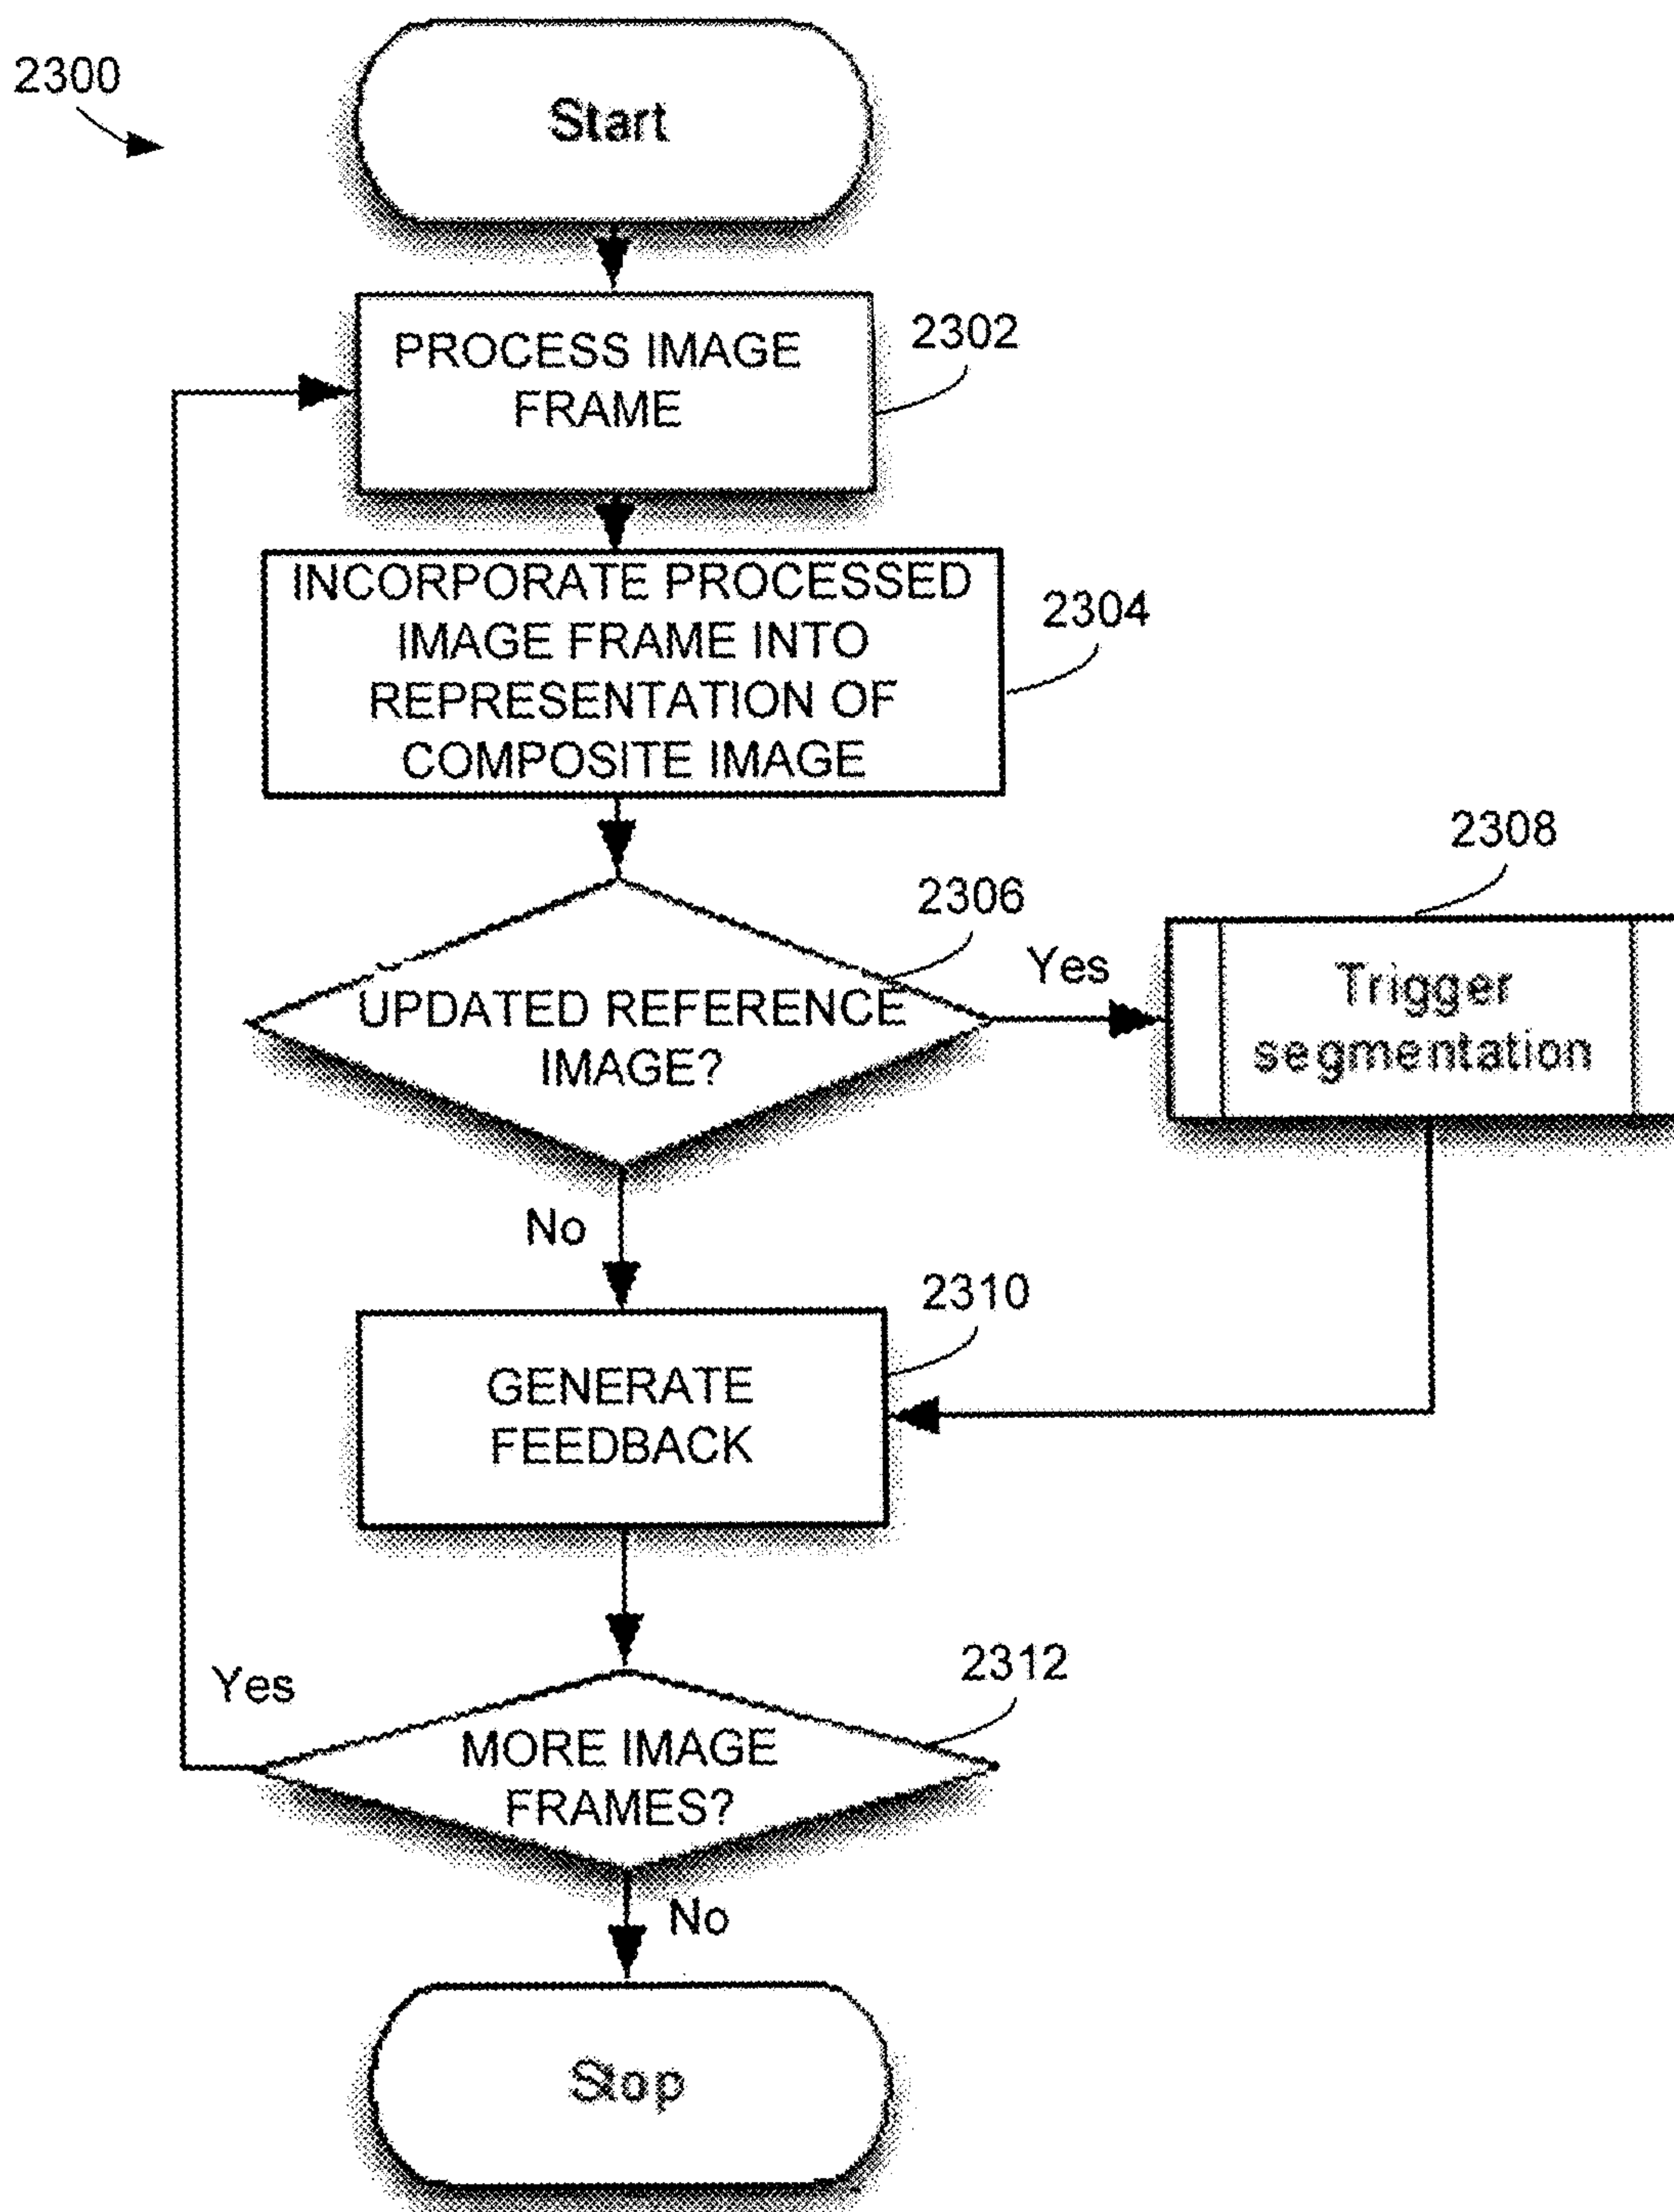 2300
Start
PROCESS IMAGE
FRAME
2302
INCORPORATE PROCESSED
IMAGE FRAME INTO
REPRESENTATION OF
COMPOSITE IMAGE
2304
2306
UPDATED REFERENCE
IMAGE?
Yes
2308
Trigger
segmentation
No
2310
GENERATE
FEEDBACK
2312
Yes
MORE IMAGE
FRAMES?
No
Stop